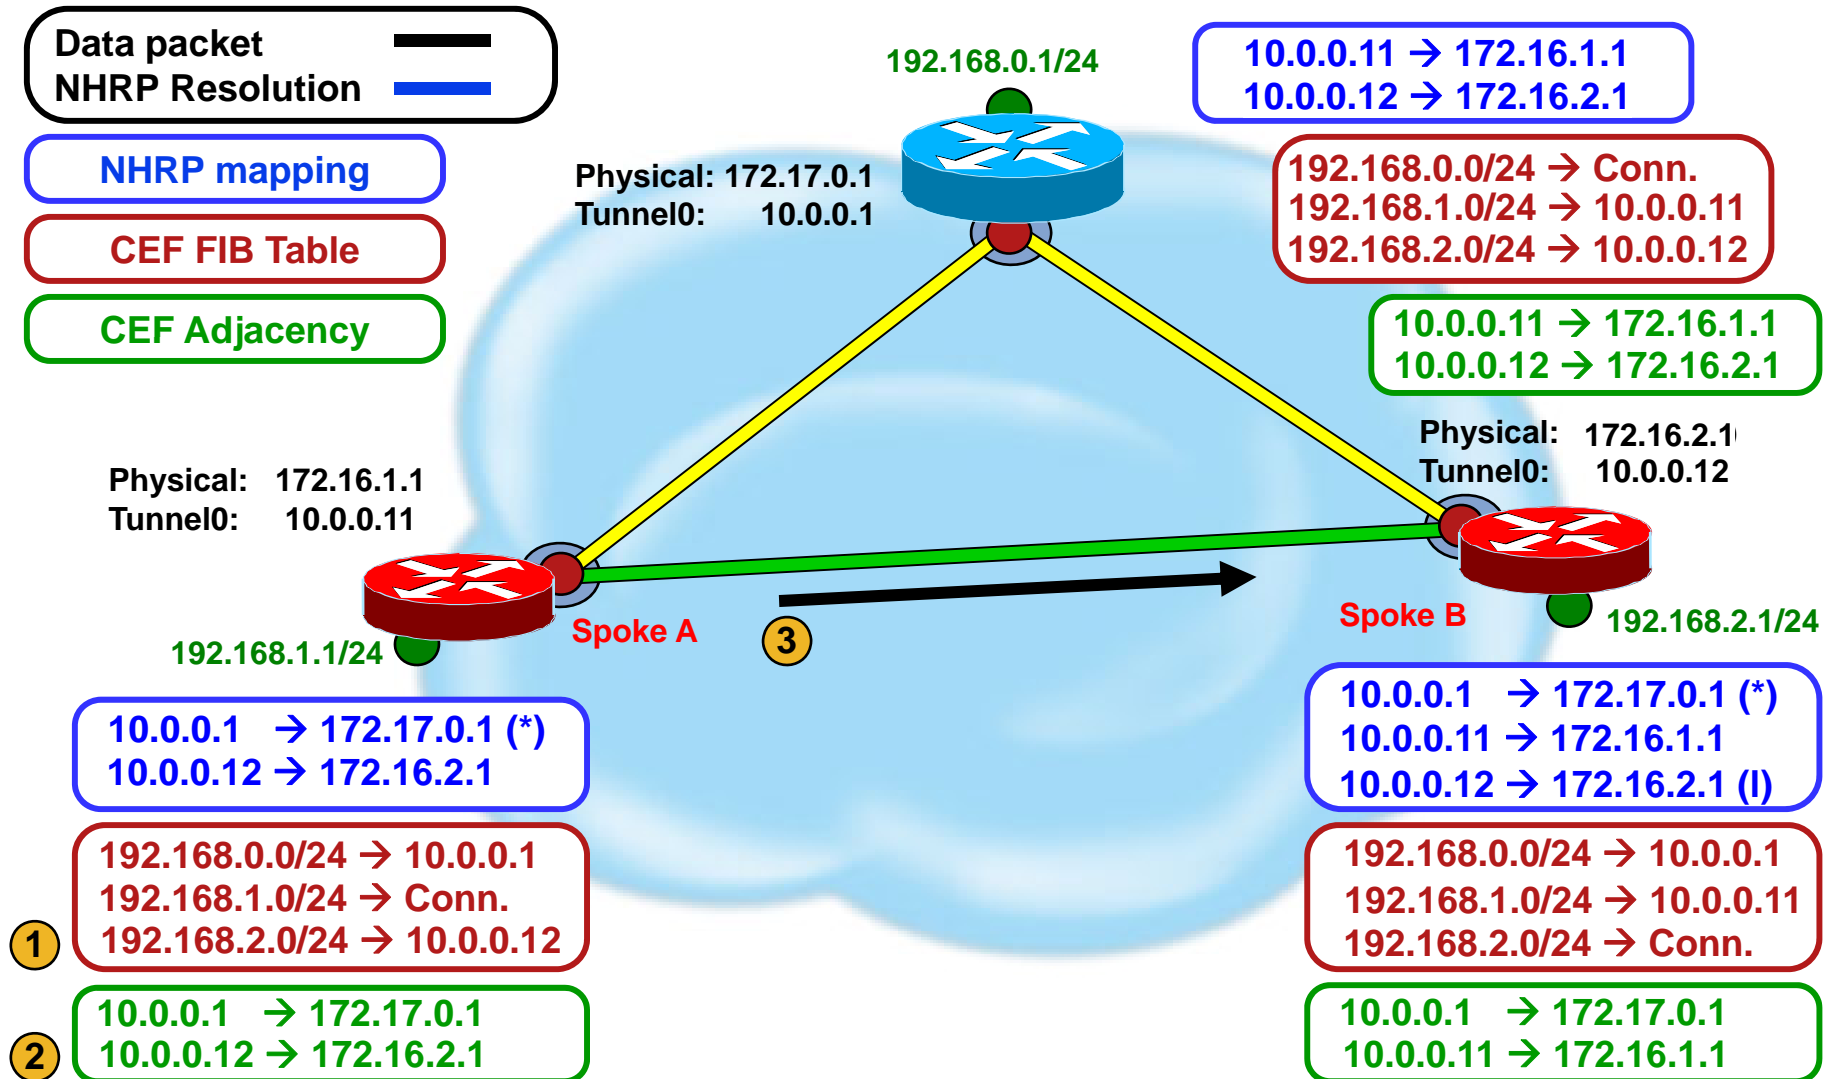 Data packet
NHRP Resolution
NHRP mapping
CEF FIB Table
CEF Adjacency
192.168.0.1/24
Physical: 172.17.0.1
Tunnel0: 10.0.0.1
10.0.0.11 → 172.16.1.1
10.0.0.12 → 172.16.2.1
192.168.0.0/24 → Conn.
192.168.1.0/24 → 10.0.0.11
192.168.2.0/24 → 10.0.0.12
10.0.0.11 → 172.16.1.1
10.0.0.12 → 172.16.2.1
Physical: 172.16.2.1
Tunnel0: 10.0.0.12
Physical: 172.16.1.1
Tunnel0: 10.0.0.11
Spoke A
3
Spoke B
192.168.1.1/24
192.168.2.1/24
10.0.0.1 → 172.17.0.1 (*)
10.0.0.12 → 172.16.2.1
192.168.0.0/24 → 10.0.0.1
192.168.1.0/24 → Conn.
192.168.2.0/24 → 10.0.0.12
1
10.0.0.1 → 172.17.0.1
10.0.0.12 → 172.16.2.1
2
10.0.0.1 → 172.17.0.1 (*)
10.0.0.11 → 172.16.1.1
10.0.0.12 → 172.16.2.1 (l)
192.168.0.0/24 → 10.0.0.1
192.168.1.0/24 → 10.0.0.11
192.168.2.0/24 → Conn.
10.0.0.1 → 172.17.0.1
10.0.0.11 → 172.16.1.1